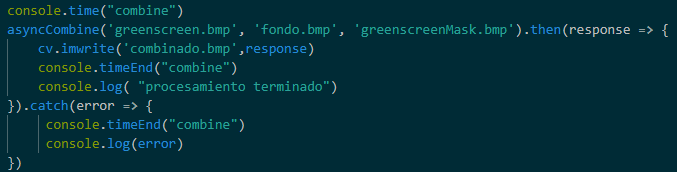 console.time("combine")
asyncCombine('greenscreen.bmp', 'fondo.bmp', 'greenscreenMask.bmp').then(response => {
    cv.imwrite('combinado.bmp',response)
    console.timeEnd("combine")
    console.log( "procesamiento terminado")
}).catch(error => {
     console.timeEnd("combine")
     console.log(error)
})